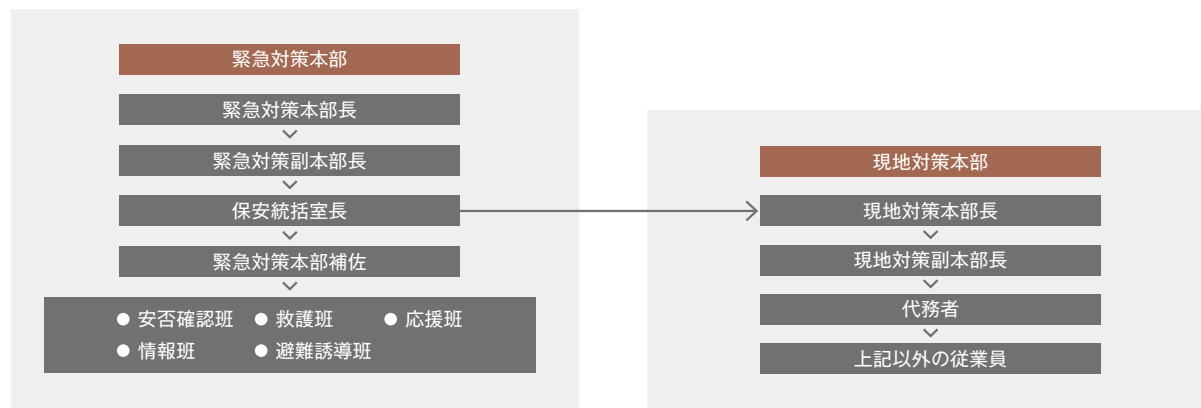 緊急対策本部
緊急対策本部長
緊急対策副本部長
保安統括室長
緊急対策本部補佐
● 安否確認班 ● 救護班 ● 応援班
● 情報班 ● 避難誘導班
現地対策本部
現地対策本部長
現地対策副本部長
代務者
上記以外の従業員